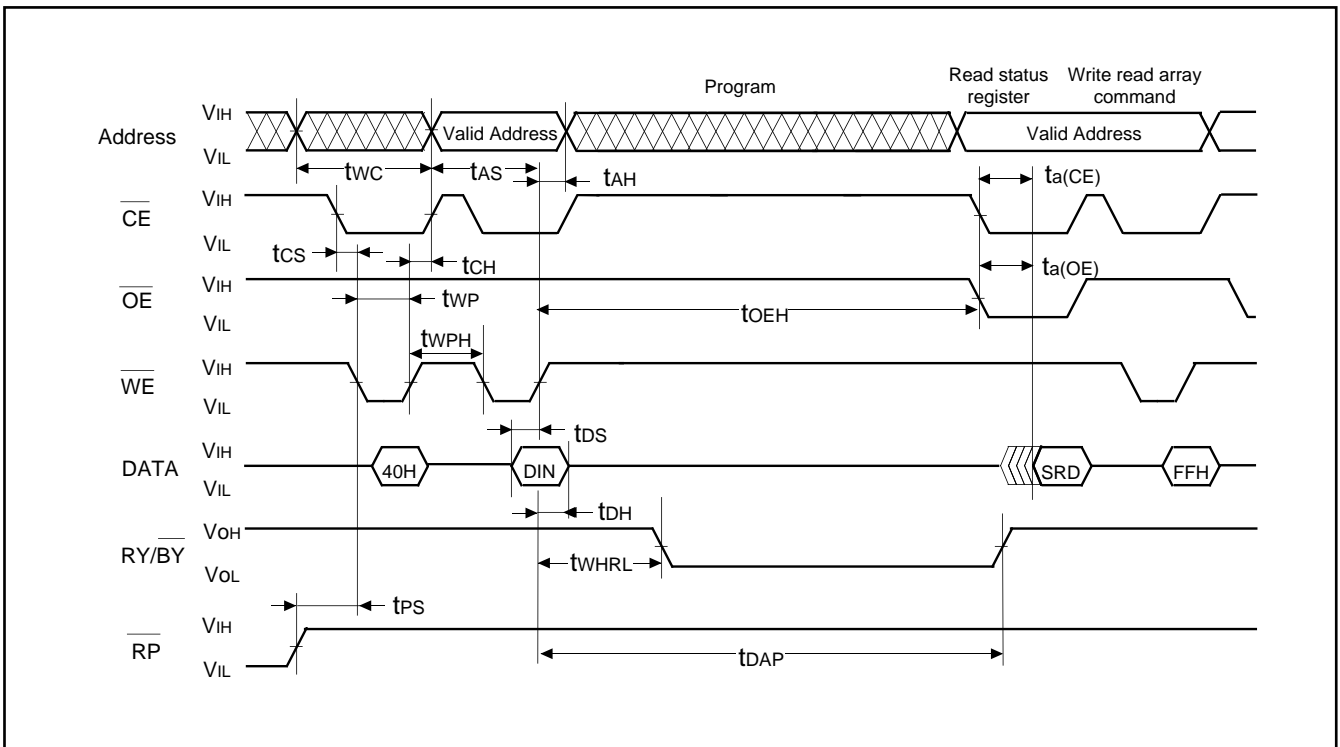 Program
Read status register
Write read array command
Address
VIH
VIL
Valid Address
Valid Address
tWC
tAS
tAH
ta(CE)
CE
VIH
VIL
tCS
tCH
ta(OE)
OE
VIH
VIL
tWP
tOEH
tWPH
WE
VIH
VIL
tDS
DATA
VIH
VIL
40H
DIN
SRD
FFH
tDH
RY/BY
VOH
VOL
tWHRL
tPS
RP
VIH
VIL
tDAP